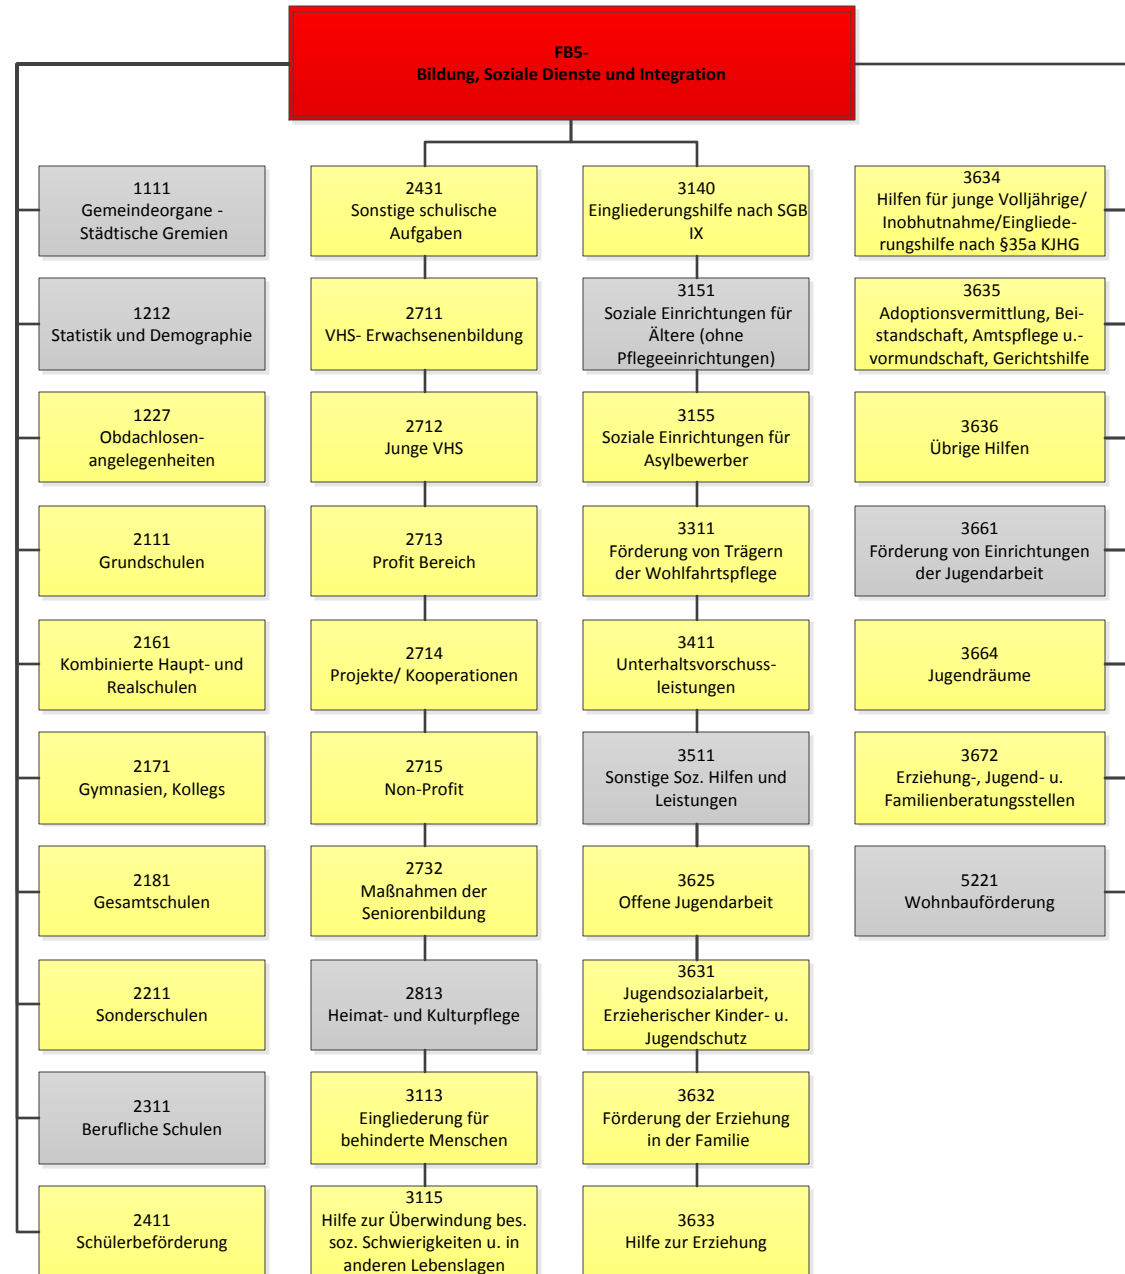 FB5-
Bildung, Soziale Dienste und Integration
1111
Gemeindeorgane -
Städtische Gremien
1212
Statistik und Demographie
1227
Obdachlosen-
angelegenheiten
2111
Grundschulen
2161
Kombinierte Haupt- und
Realschulen
2171
Gymnasien, Kollegs
2181
Gesamtschulen
2211
Sonderschulen
2311
Berufliche Schulen
2411
Schülerbeförderung
2431
Sonstige schulische
Aufgaben
2711
VHS- Erwachsenenbildung
2712
Junge VHS
2713
Profit Bereich
2714
Projekte/ Kooperationen
2715
Non-Profit
2732
Maßnahmen der
Seniorenbildung
2813
Heimat- und Kulturpflege
3113
Eingliederung für
behinderte Menschen
3115
Hilfe zur Überwindung bes.
soz. Schwierigkeiten u. in
anderen Lebenslagen
3140
Eingliederungshilfe nach SGB
IX
3151
Soziale Einrichtungen für
Ältere (ohne
Pflegeeinrichtungen)
3155
Soziale Einrichtungen für
Asylbewerber
3311
Förderung von Trägern
der Wohlfahrtspflege
3411
Unterhaltsvorschuss-
leistungen
3511
Sonstige Soz. Hilfen und
Leistungen
3625
Offene Jugendarbeit
3631
Jugendsozialarbeit,
Erzieherischer Kinder- u.
Jugendschutz
3632
Förderung der Erziehung
in der Familie
3633
Hilfe zur Erziehung
3634
Hilfen für junge Volljährige/
Inobhutnahme/Eingliede-
rungshilfe nach §35a KJHG
3635
Adoptionsvermittlung, Bei-
standschaft, Amtspflege u.-
vormundschaft, Gerichtshilfe
3636
Übrige Hilfen
3661
Förderung von Einrichtungen
der Jugendarbeit
3664
Jugendräume
3672
Erziehung-, Jugend- u.
Familienberatungsstellen
5221
Wohnbauförderung